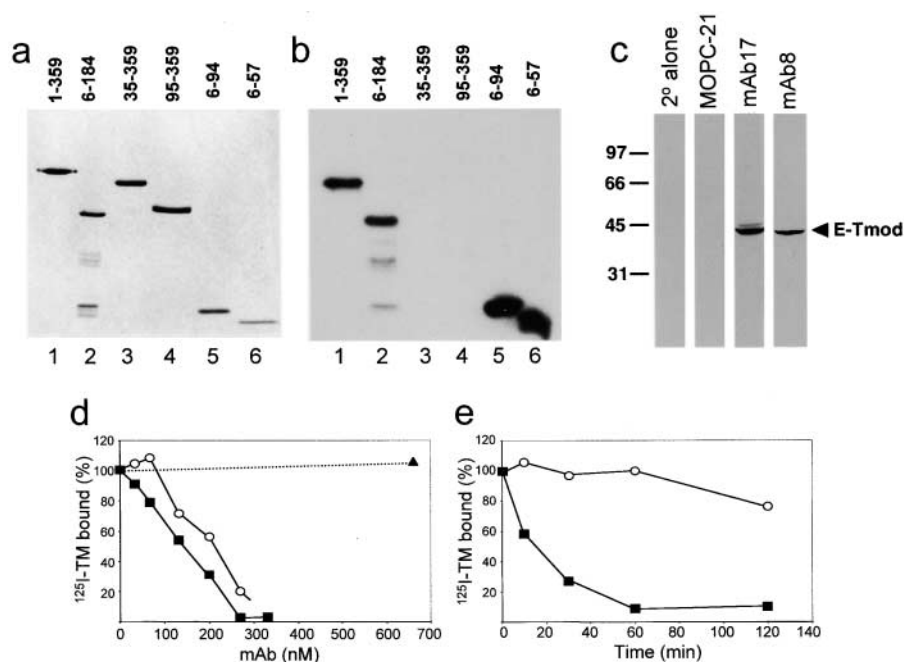 a
1-359
6-184
35-359
95-359
6-94
6-57
1 2 3 4 5 6
b
1-359
6-184
35-359
95-359
6-94
6-57
1 2 3 4 5 6
c
2º alone
MOPC-21
mAb17
mAb8
97
66
45
31
E-Tmod
d
120
100
80
60
40
20
0 100 200 300 400 500 600 700
¹²⁵I-TM bound (%)
mAb (nM)
e
120
100
80
60
40
20
0 20 40 60 80 100 120 140
¹²⁵I-TM bound (%)
Time (min)